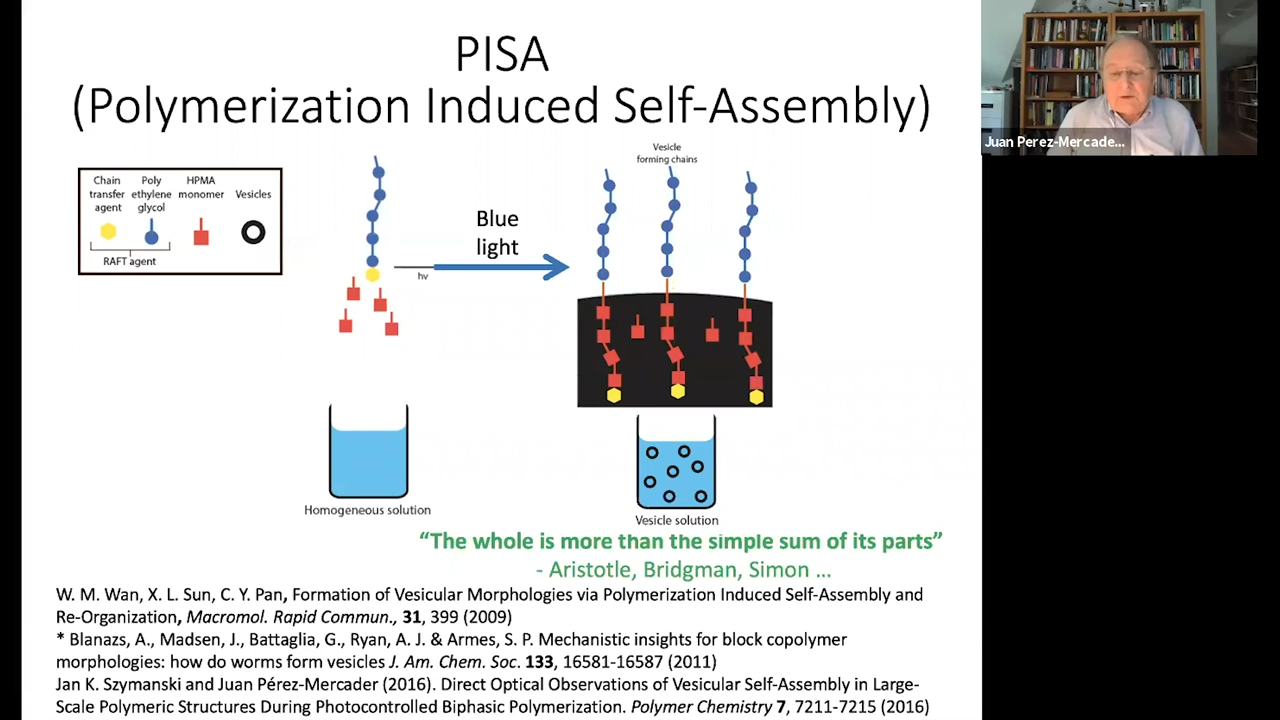 PISA
(Polymerization Induced Self-Assembly)
Juan Perez-Mercade...
Chain transfer agent
Poly ethylene glycol
HPMA monomer
Vesicles
RAFT agent
Blue light
hv
Vesicle forming chains
Homogeneous solution
Vesicle solution
“The whole is more than the simple sum of its parts”
- Aristotle, Bridgman, Simon ...
W. M. Wan, X. L. Sun, C. Y. Pan, Formation of Vesicular Morphologies via Polymerization Induced Self-Assembly and
Re-Organization, Macromol. Rapid Commun., 31, 399 (2009)
* Blanazs, A., Madsen, J., Battaglia, G., Ryan, A. J. & Armes, S. P. Mechanistic insights for block copolymer
morphologies: how do worms form vesicles J. Am. Chem. Soc. 133, 16581-16587 (2011)
Jan K. Szymanski and Juan Pérez-Mercader (2016). Direct Optical Observations of Vesicular Self-Assembly in Large-
Scale Polymeric Structures During Photocontrolled Biphasic Polymerization. Polymer Chemistry 7, 7211-7215 (2016)